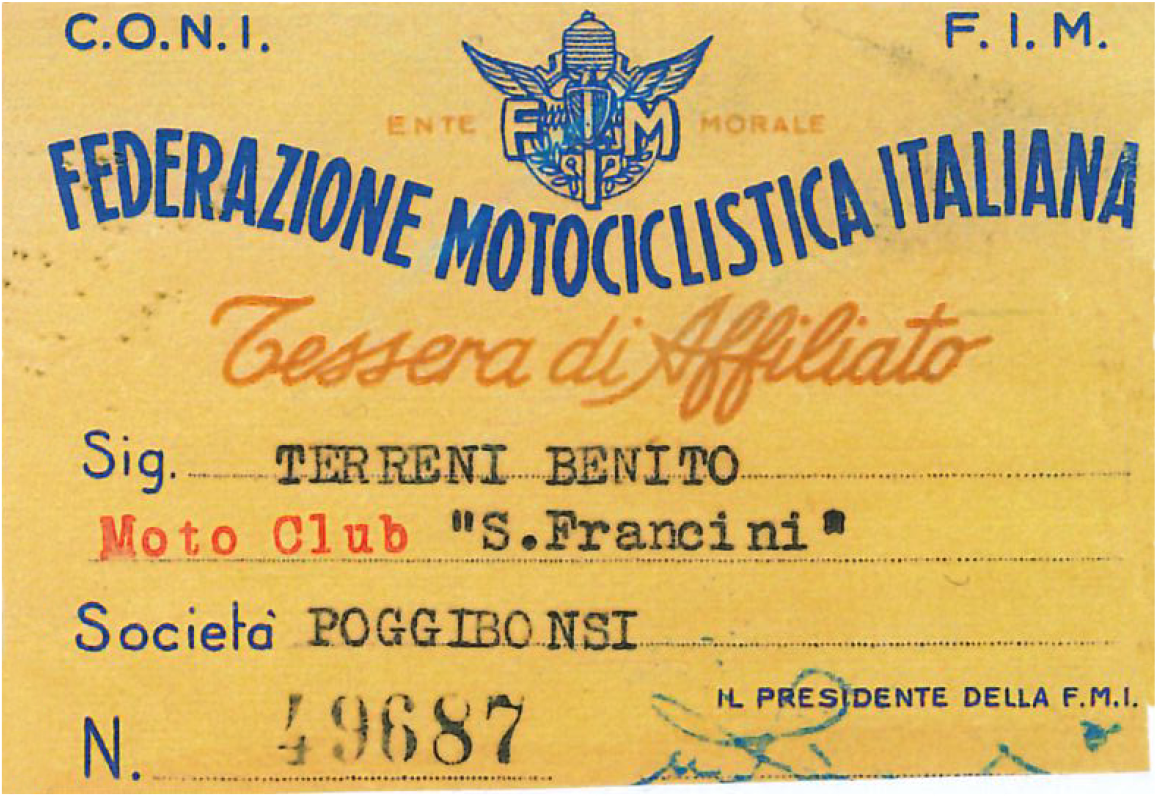 C.O.N.I. F.I.M.
ENTE FMI MORALE
FEDERAZIONE MOTOCICLISTICA ITALIANA
Tessera di Affiliato
Sig. TERRENI BENITO
Moto Club "S.Francini"
Società POGGIBONSI
IL PRESIDENTE DELLA F.M.I.
N. 49687